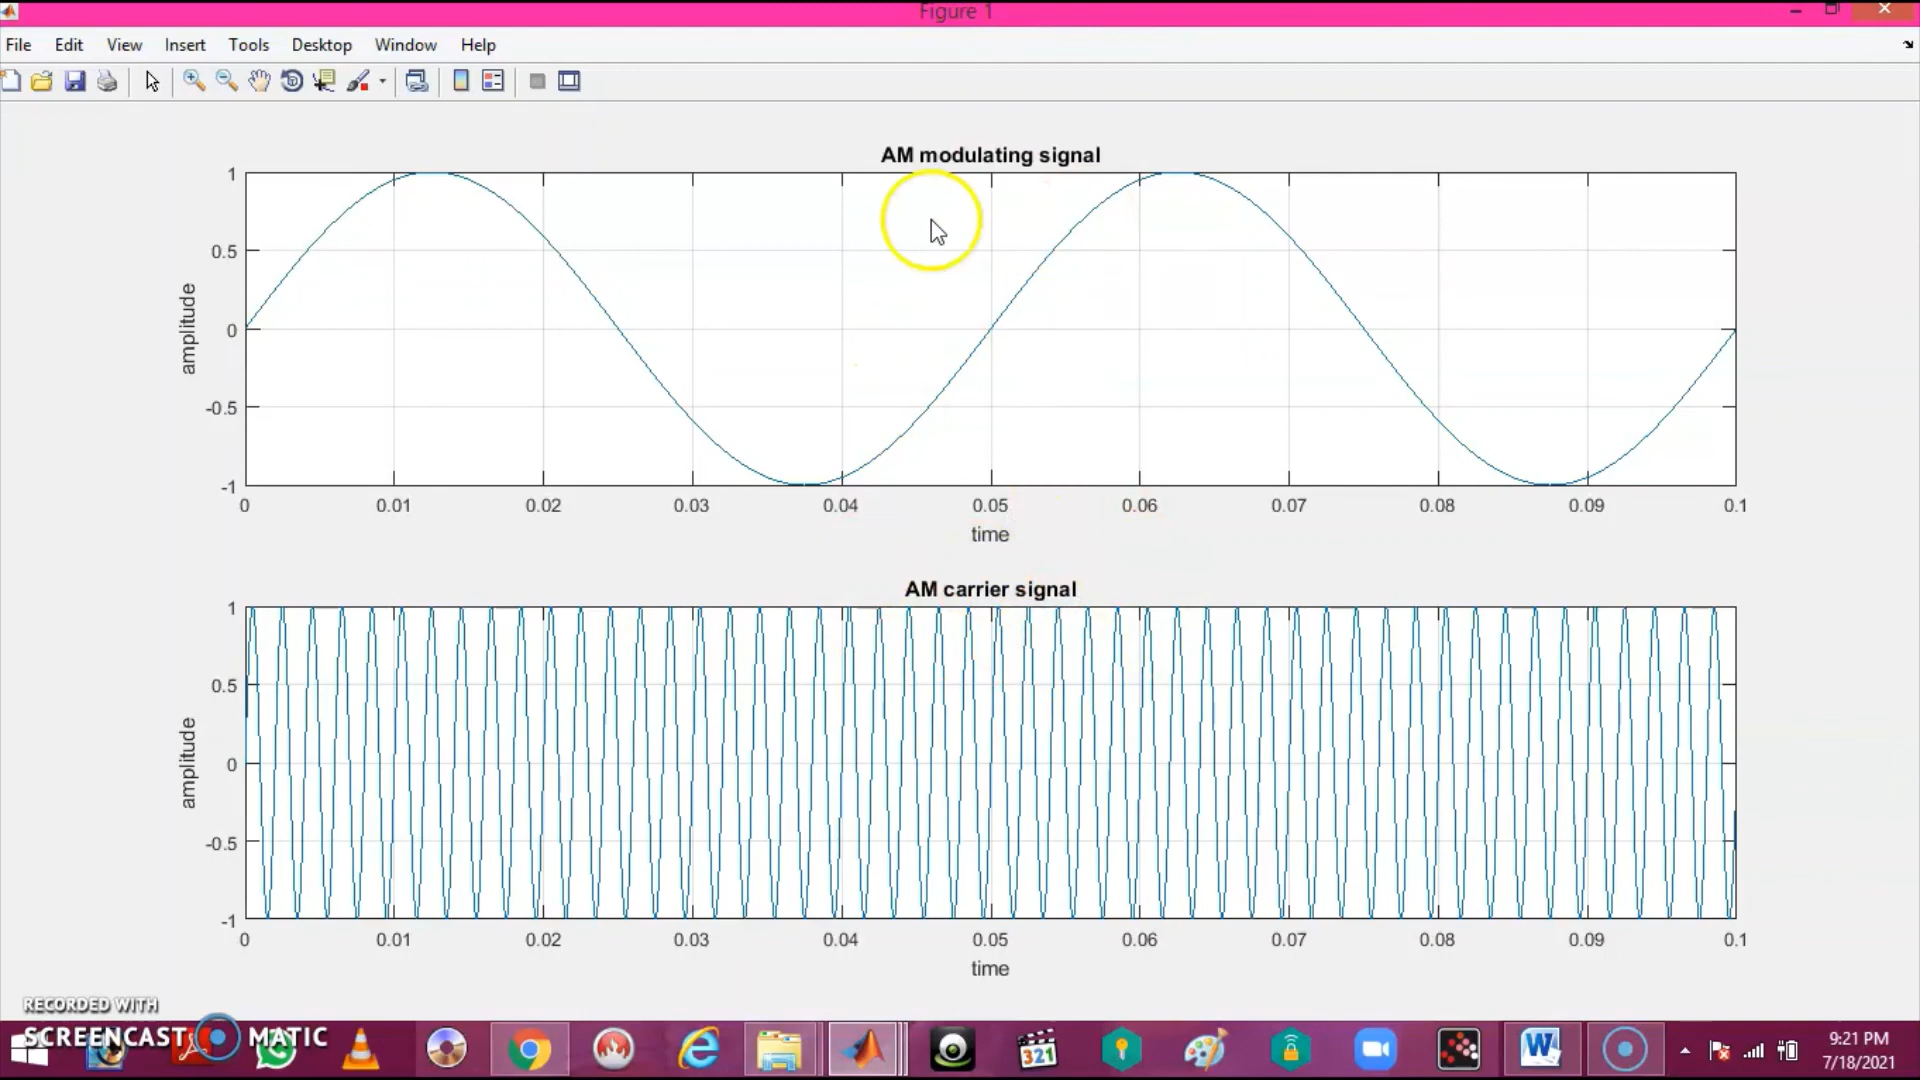 Figure 1
File Edit View Insert Tools Desktop Window Help
AM modulating signal
1
0.5
0
-0.5
-1
amplitude
0 0.01 0.02 0.03 0.04 0.05 0.06 0.07 0.08 0.09 0.1
time
AM carrier signal
1
0.5
0
-0.5
-1
amplitude
0 0.01 0.02 0.03 0.04 0.05 0.06 0.07 0.08 0.09 0.1
time
RECORDED WITH
SCREENCAST MATIC
321
9:21 PM
7/18/2021